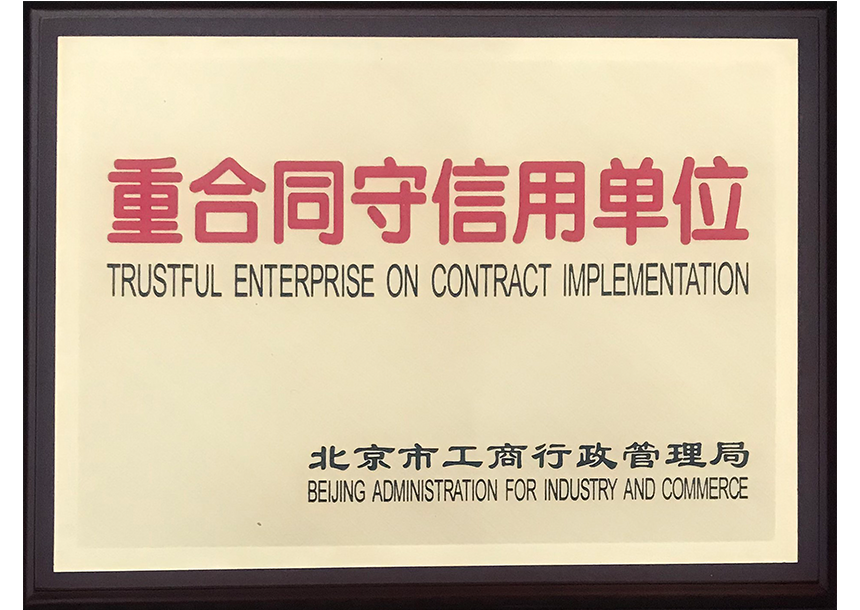 重合同守信用单位
TRUSTFUL ENTERPRISE ON CONTRACT IMPLEMENTATION
北京市工商行政管理局
BEIJING ADMINISTRATION FOR INDUSTRY AND COMMERCE